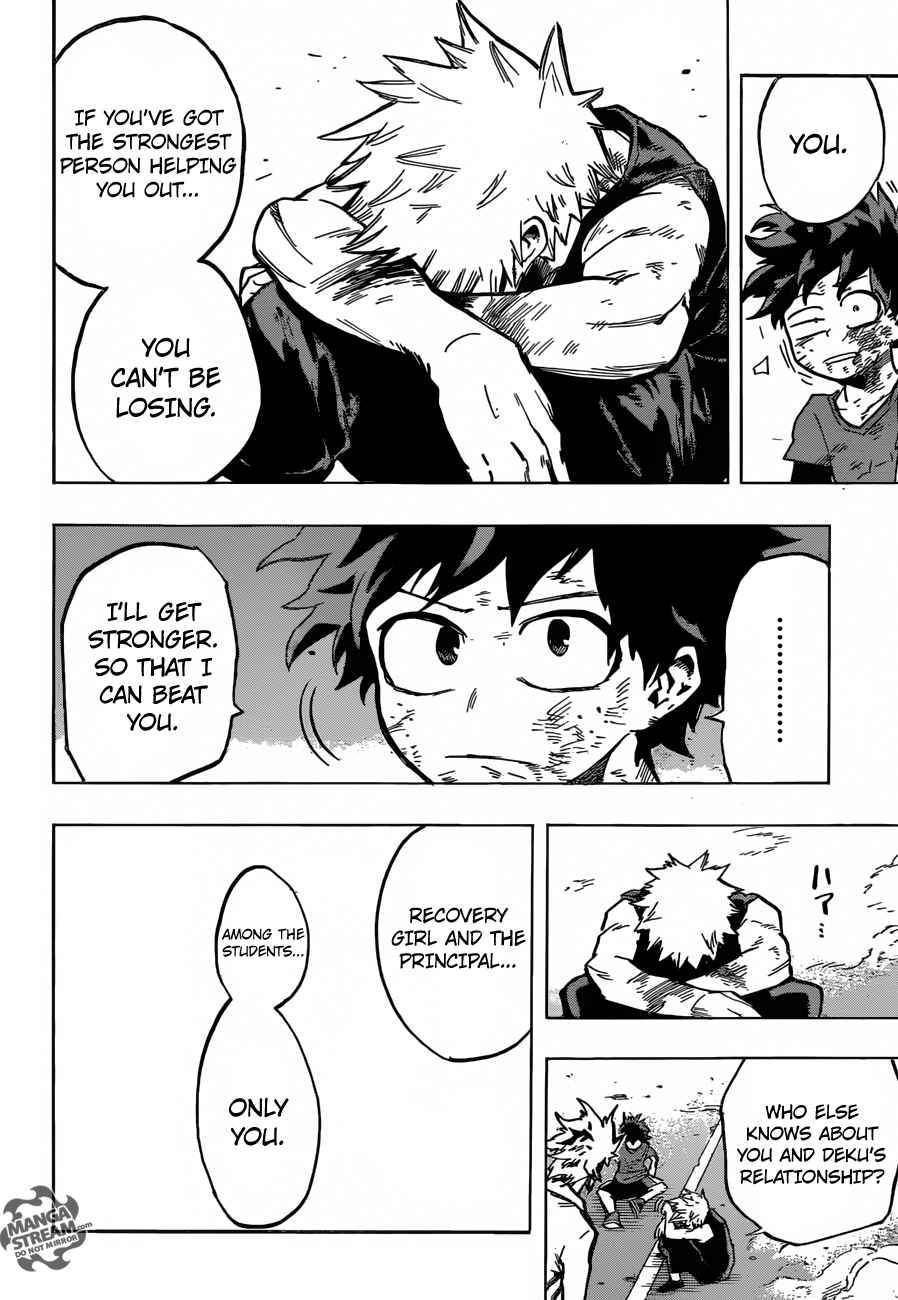 YOU.
IF YOU'VE GOT
THE STRONGEST
PERSON HELPING
YOU OUT...
YOU
CAN'T BE
LOSING.
..........
I'LL GET
STRONGER.
SO THAT I
CAN BEAT
YOU.
ハァ…
WHO ELSE
KNOWS ABOUT
YOU AND DEKU'S
RELATIONSHIP?
RECOVERY
GIRL AND THE
PRINCIPAL...
AMONG THE
STUDENTS...
ONLY
YOU.
MANGA
STREAM.com
DO NOT MIRROR